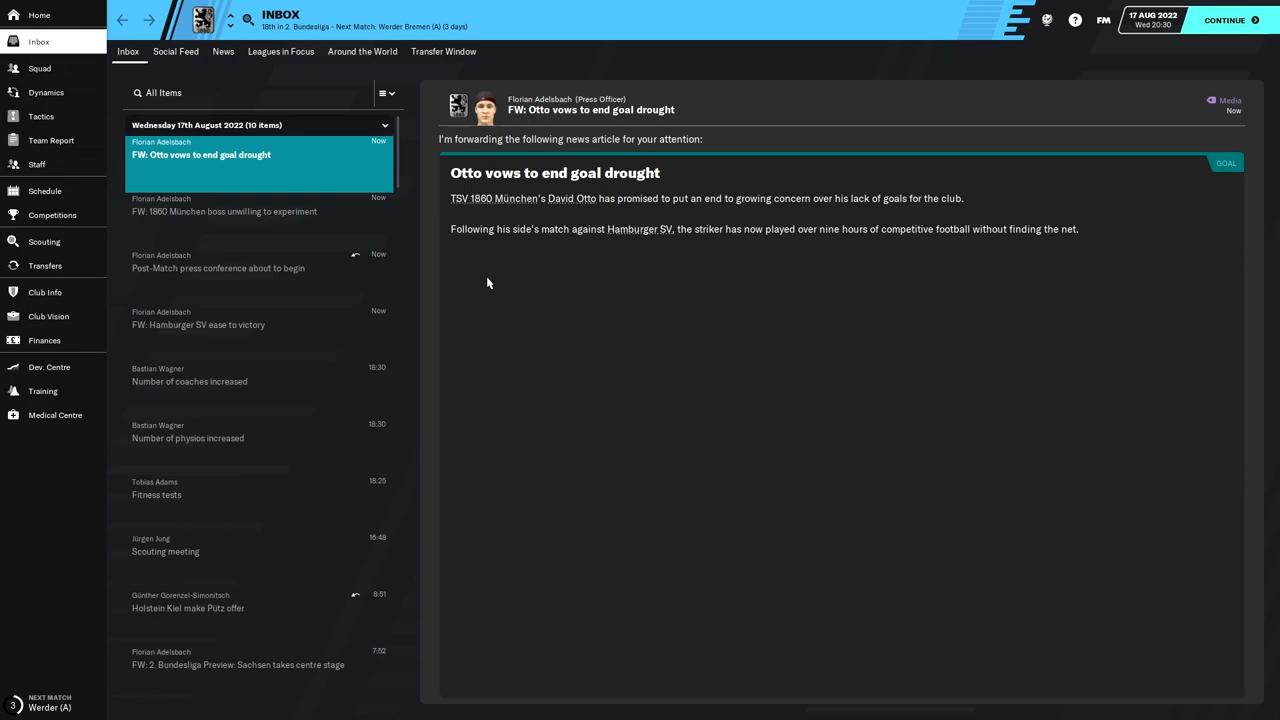 Home
Inbox
Squad
Dynamics
Tactics
Team Report
Staff
Schedule
Competitions
Scouting
Transfers
Club Info
Club Vision
Finances
Dev. Centre
Training
Medical Centre
3
NEXT MATCH
Werder (A)
INBOX
18th in 2. Bundesliga - Next Match: Werder Bremen (A) (3 days)
FM
17 AUG 2022
Wed 20:30
CONTINUE
Inbox
Social Feed
News
Leagues in Focus
Around the World
Transfer Window
All Items
Wednesday 17th August 2022 (10 items)
Florian Adelsbach
Now
FW: Otto vows to end goal drought
Florian Adelsbach
Now
FW: 1860 München boss unwilling to experiment
Florian Adelsbach
Now
Post-Match press conference about to begin
Florian Adelsbach
Now
FW: Hamburger SV ease to victory
Bastian Wagner
18:30
Number of coaches increased
Bastian Wagner
18:30
Number of physios increased
Tobias Adams
18:25
Fitness tests
Jürgen Jung
16:48
Scouting meeting
Günther Gorenzel-Simonitsch
8:51
Holstein Kiel make Pütz offer
Florian Adelsbach
7:52
FW: 2. Bundesliga Preview: Sachsen takes centre stage
Florian Adelsbach (Press Officer)
FW: Otto vows to end goal drought
Media
Now
I'm forwarding the following news article for your attention:
GOAL
Otto vows to end goal drought
TSV 1860 München's David Otto has promised to put an end to growing concern over his lack of goals for the club.
Following his side's match against Hamburger SV, the striker has now played over nine hours of competitive football without finding the net.